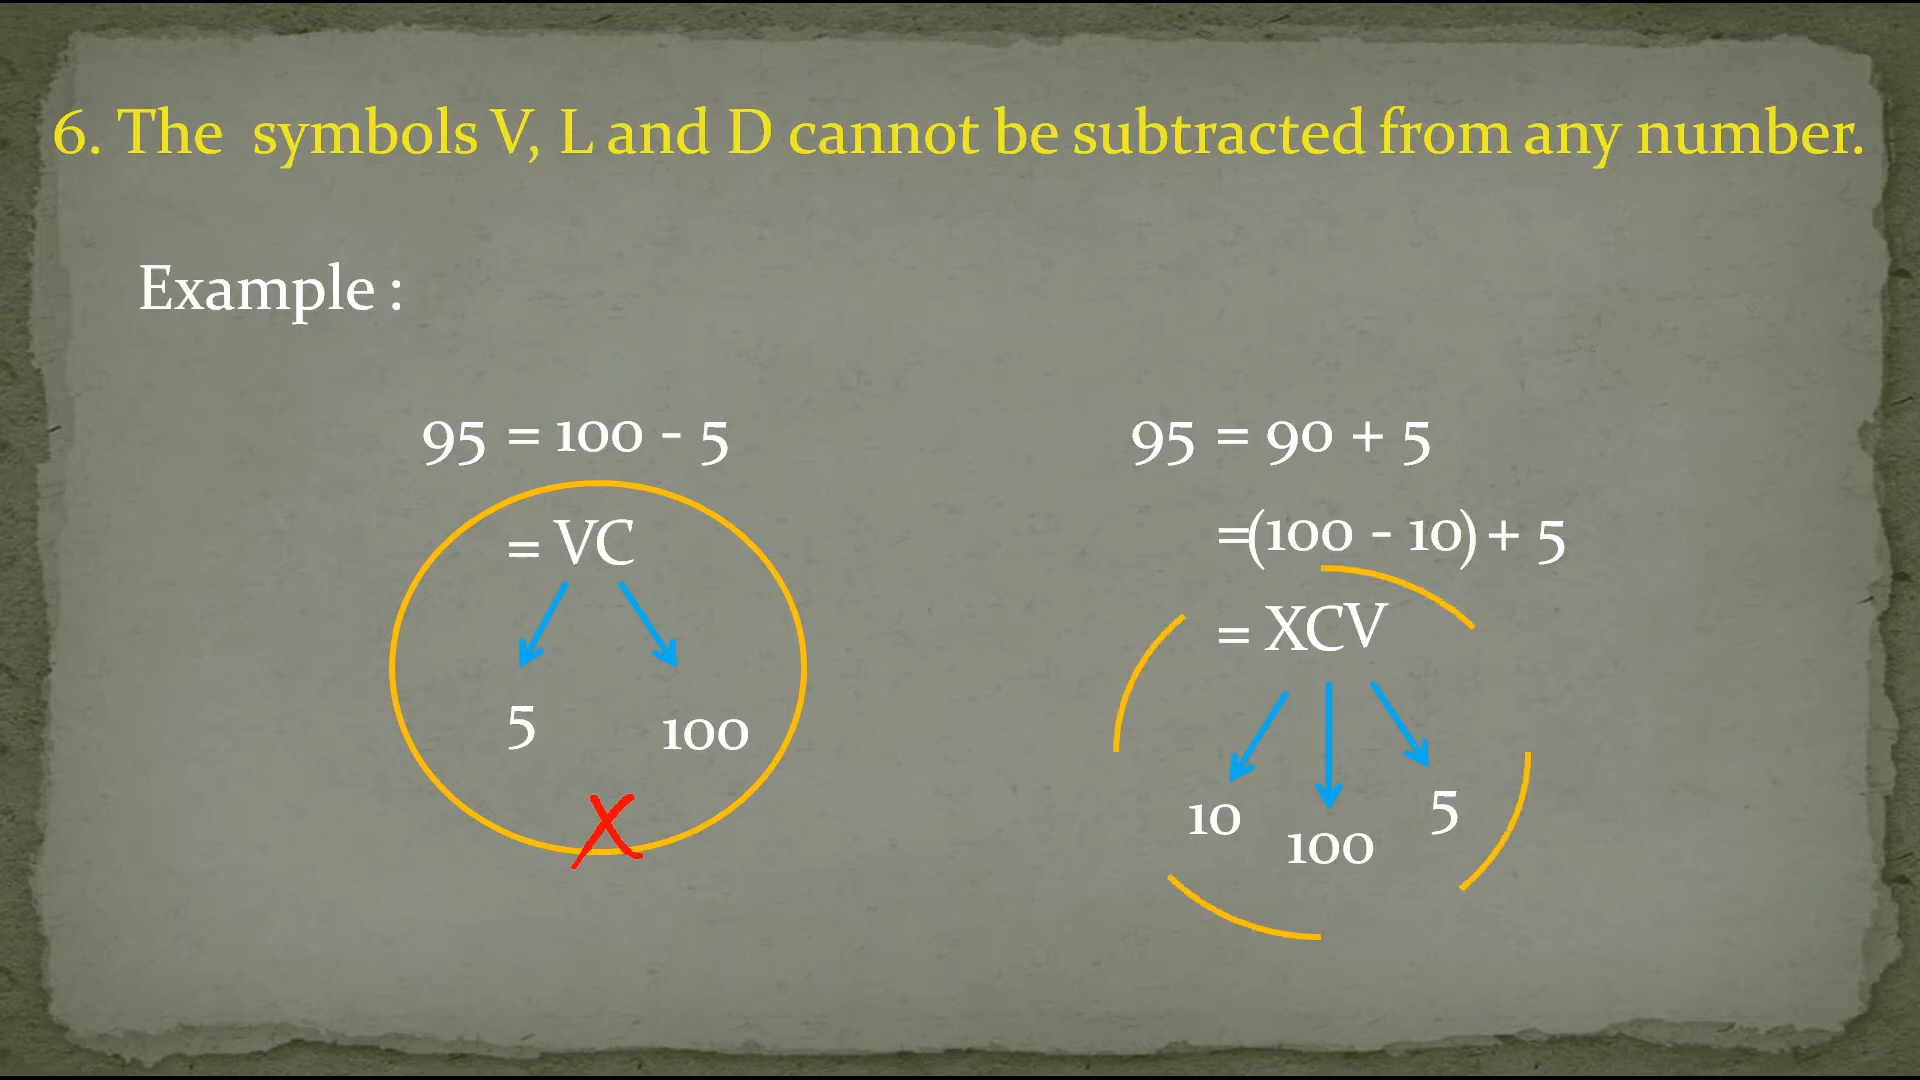 6. The symbols V, L and D cannot be subtracted from any number.
Example :
95 = 100 - 5
= VC
5 100
X
95 = 90 + 5
=(100 - 10) + 5
= XCV
10 100 5